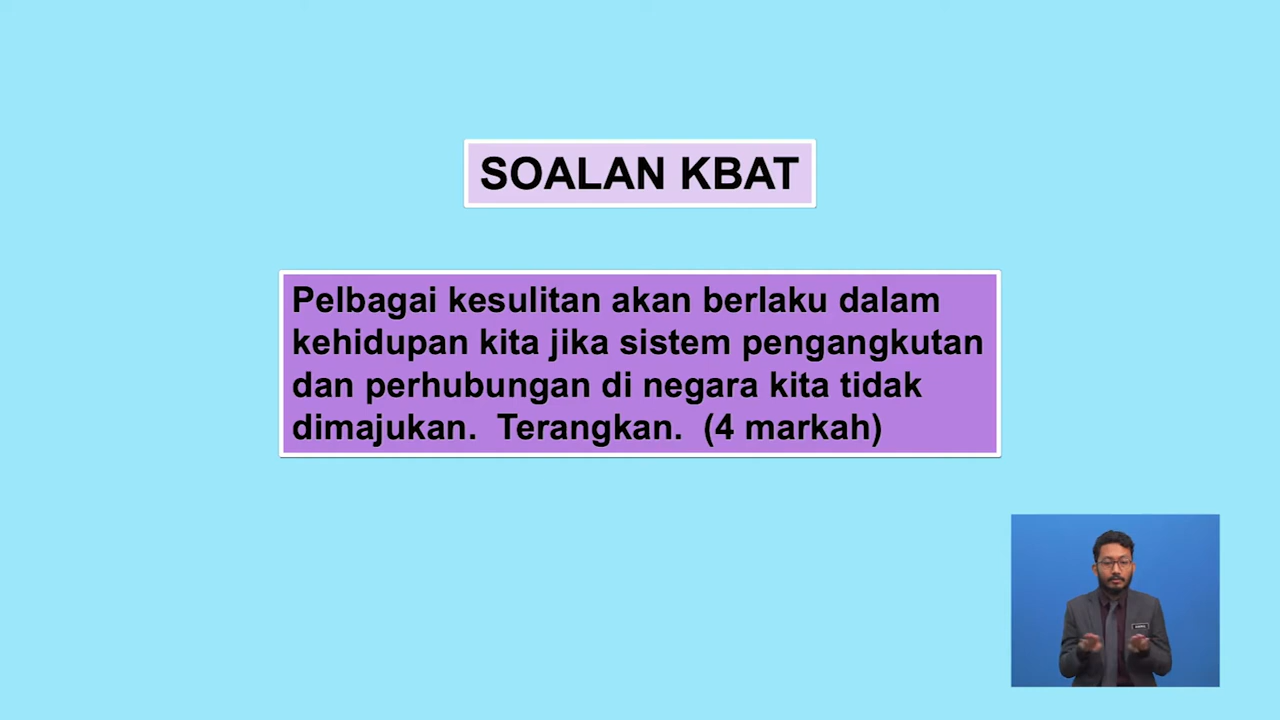 SOALAN KBAT
Pelbagai kesulitan akan berlaku dalam
kehidupan kita jika sistem pengangkutan
dan perhubungan di negara kita tidak
dimajukan.  Terangkan.  (4 markah)